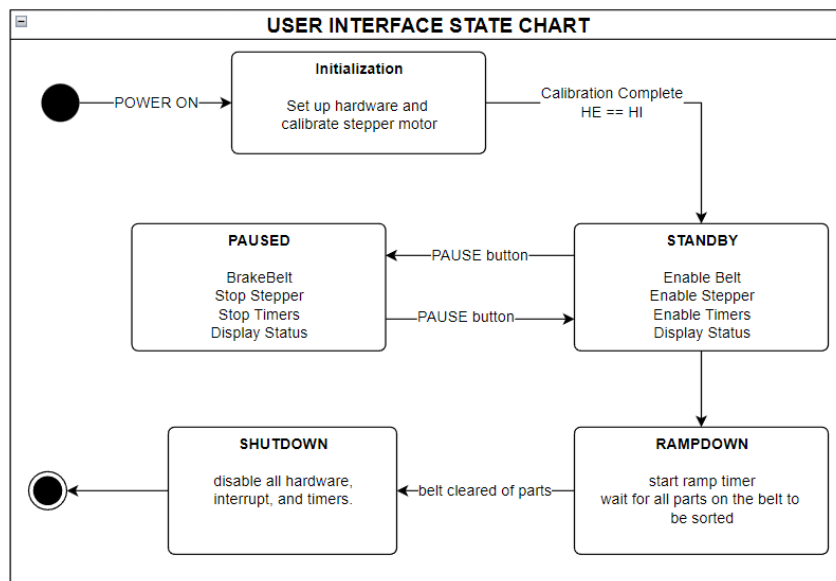 USER INTERFACE STATE CHART
Initialization
Set up hardware and
calibrate stepper motor
POWER ON
Calibration Complete
HE == HI
PAUSED
BrakeBelt
Stop Stepper
Stop Timers
Display Status
PAUSE button
PAUSE button
STANDBY
Enable Belt
Enable Stepper
Enable Timers
Display Status
SHUTDOWN
disable all hardware,
interrupt, and timers.
belt cleared of parts
RAMPDOWN
start ramp timer
wait for all parts on the belt to
be sorted